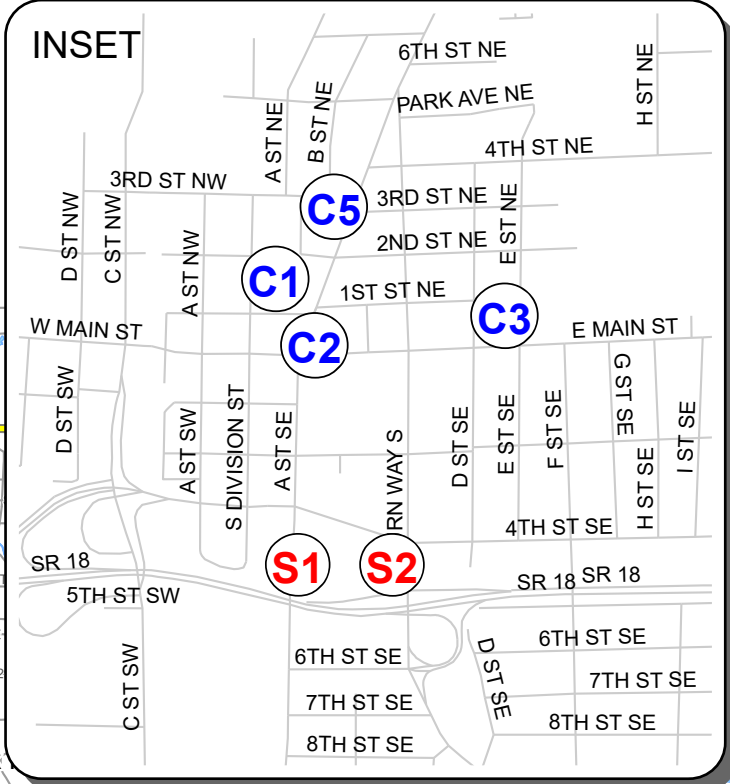 INSET
6TH ST NE
H ST NE
PARK AVE NE
A ST NE
B ST NE
4TH ST NE
3RD ST NW
C5
3RD ST NE
E ST NE
D ST NW
C ST NW
A ST NW
2ND ST NE
C1
1ST ST NE
C3
W MAIN ST
C2
E MAIN ST
D ST SW
A ST SW
S DIVISION ST
A ST SE
RN WAY S
D ST SE
E ST SE
F ST SE
G ST SE
H ST SE
I ST SE
4TH ST SE
SR 18
S1
S2
SR 18
SR 18
5TH ST SW
C ST SW
6TH ST SE
D ST SE
6TH ST SE
7TH ST SE
7TH ST SE
8TH ST SE
8TH ST SE